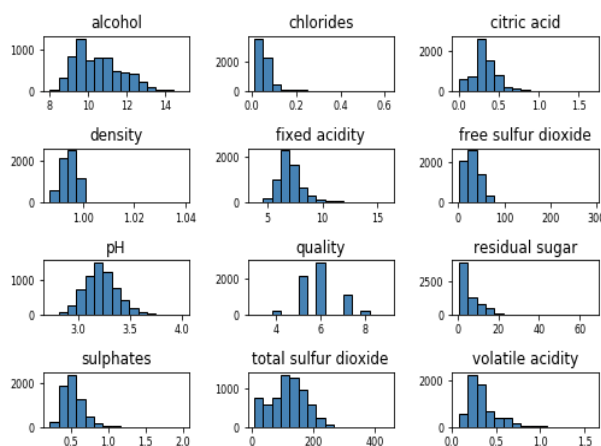 alcohol chlorides citric acid
1000
0
8 10 12 14
2000
0
0.0 0.2 0.4 0.6
2000
0
0.0 0.5 1.0 1.5
density fixed acidity free sulfur dioxide
2000
0
1.00 1.02 1.04
2000
0
5 10 15
2000
0
0 100 200 300
pH quality residual sugar
1000
0
3.0 3.5 4.0
2000
0
4 6 8
2500
0
0 20 40 60
sulphates total sulfur dioxide volatile acidity
2000
0
0.5 1.0 1.5 2.0
1000
0
0 200 400
2000
0
0.0 0.5 1.0 1.5